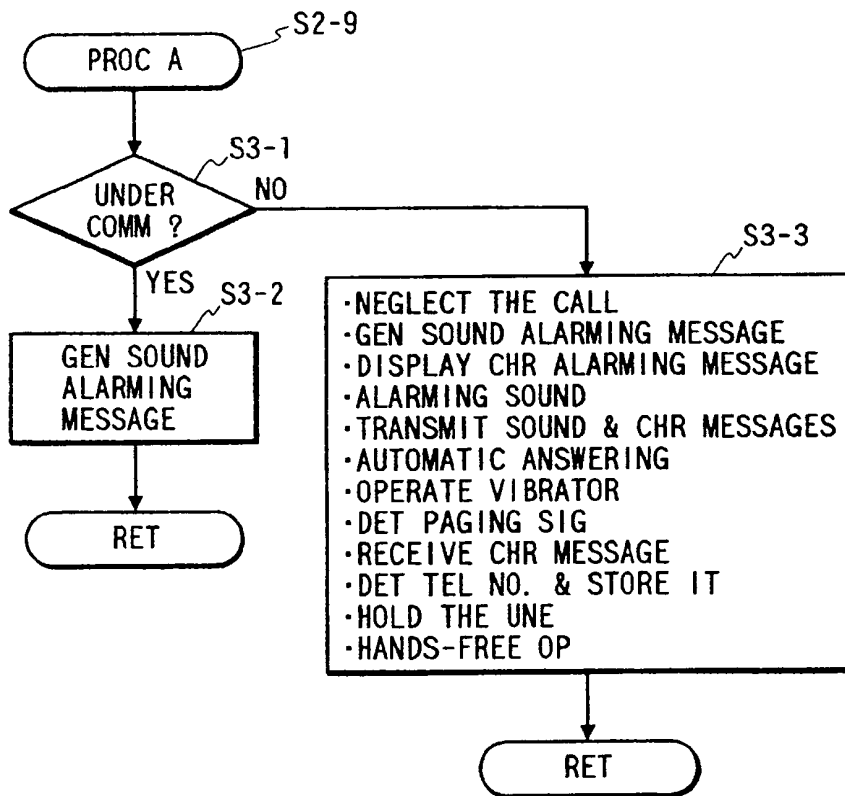 S2-9
PROC A
S3-1
UNDER
COMM ?
NO
YES
S3-2
GEN SOUND
ALARMING
MESSAGE
RET
S3-3
·NEGLECT THE CALL
·GEN SOUND ALARMING MESSAGE
·DISPLAY CHR ALARMING MESSAGE
·ALARMING SOUND
·TRANSMIT SOUND & CHR MESSAGES
·AUTOMATIC ANSWERING
·OPERATE VIBRATOR
·DET PAGING SIG
·RECEIVE CHR MESSAGE
·DET TEL NO. & STORE IT
·HOLD THE UNE
·HANDS-FREE OP
RET